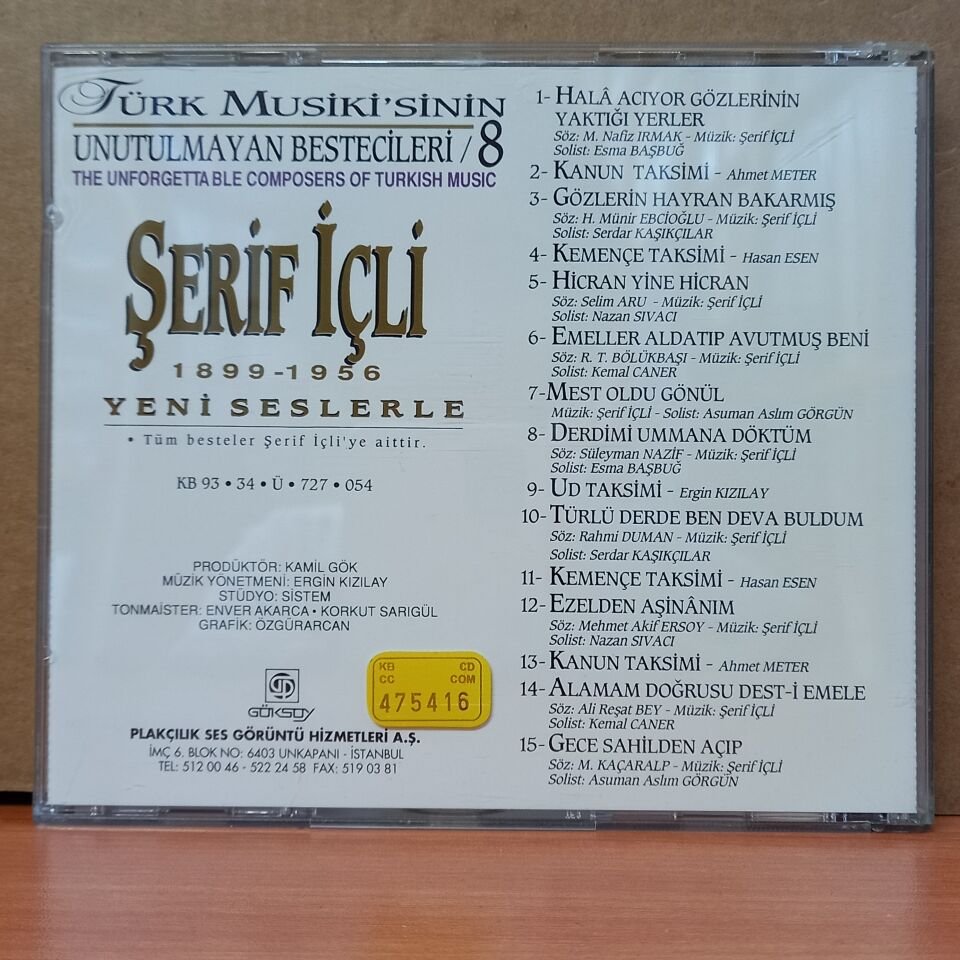 TÜRK MUSİKİ'SİNİN
UNUTULMAYAN BESTECİLERİ / 8
THE UNFORGETTABLE COMPOSERS OF TURKISH MUSIC
ŞERİF İÇLİ
1899-1956
YENİ SESLERLE
• Tüm besteler Şerif İçli'ye aittir.
KB 93 • 34 • Ü • 727 • 054
PRODÜKTÖR: KAMİL GÖK
MÜZİK YÖNETMENİ: ERGİN KIZILAY
STÜDYO: SİSTEM
TONMAİSTER: ENVER AKARCA • KORKUT SARIGÜL
GRAFİK: ÖZGÜRARCAN
GÖKSOY
PLAKÇILIK SES GÖRÜNTÜ HİZMETLERİ A.Ş.
İMÇ 6. BLOK NO: 6403 UNKAPANI - İSTANBUL
TEL: 512 00 46 - 522 24 58 FAX: 519 03 81
KB CD
CC COM
475416
1- HALÂ ACIYOR GÖZLERİNİN
YAKTIĞI YERLER
Söz: M. Nafiz IRMAK - Müzik: Şerif İÇLİ
Solist: Esma BAŞBUĞ
2- KANUN TAKSİMİ - Ahmet METER
3- GÖZLERİN HAYRAN BAKARMIŞ
Söz: H. Münir EBCİOĞLU - Müzik: Şerif İÇLİ
Solist: Serdar KAŞIKÇILAR
4- KEMENÇE TAKSİMİ - Hasan ESEN
5- HİCRAN YİNE HİCRAN
Söz: Selim ARU - Müzik: Şerif İÇLİ
Solist: Nazan SIVACI
6- EMELLER ALDATIP AVUTMUŞ BENİ
Söz: R. T. BÖLÜKBAŞI - Müzik: Şerif İÇLİ
Solist: Kemal CANER
7- MEST OLDU GÖNÜL
Müzik: Şerif İÇLİ - Solist: Asuman Aslım GÖRGÜN
8- DERDİMİ UMMANA DÖKTÜM
Söz: Süleyman NAZİF - Müzik: Şerif İÇLİ
Solist: Esma BAŞBUĞ
9- UD TAKSİMİ - Ergin KIZILAY
10- TÜRLÜ DERDE BEN DEVA BULDUM
Söz: Rahmi DUMAN - Müzik: Şerif İÇLİ
Solist: Serdar KAŞIKÇILAR
11- KEMENÇE TAKSİMİ - Hasan ESEN
12- EZELDEN AŞİNÂNIM
Söz: Mehmet Akif ERSOY - Müzik: Şerif İÇLİ
Solist: Nazan SIVACI
13- KANUN TAKSİMİ - Ahmet METER
14- ALAMAM DOĞRUSU DEST-İ EMELE
Söz: Ali Reşat BEY - Müzik: Şerif İÇLİ
Solist: Kemal CANER
15- GECE SAHİLDEN AÇIP
Söz: M. KAÇARALP - Müzik: Şerif İÇLİ
Solist: Asuman Aslım GÖRGÜN